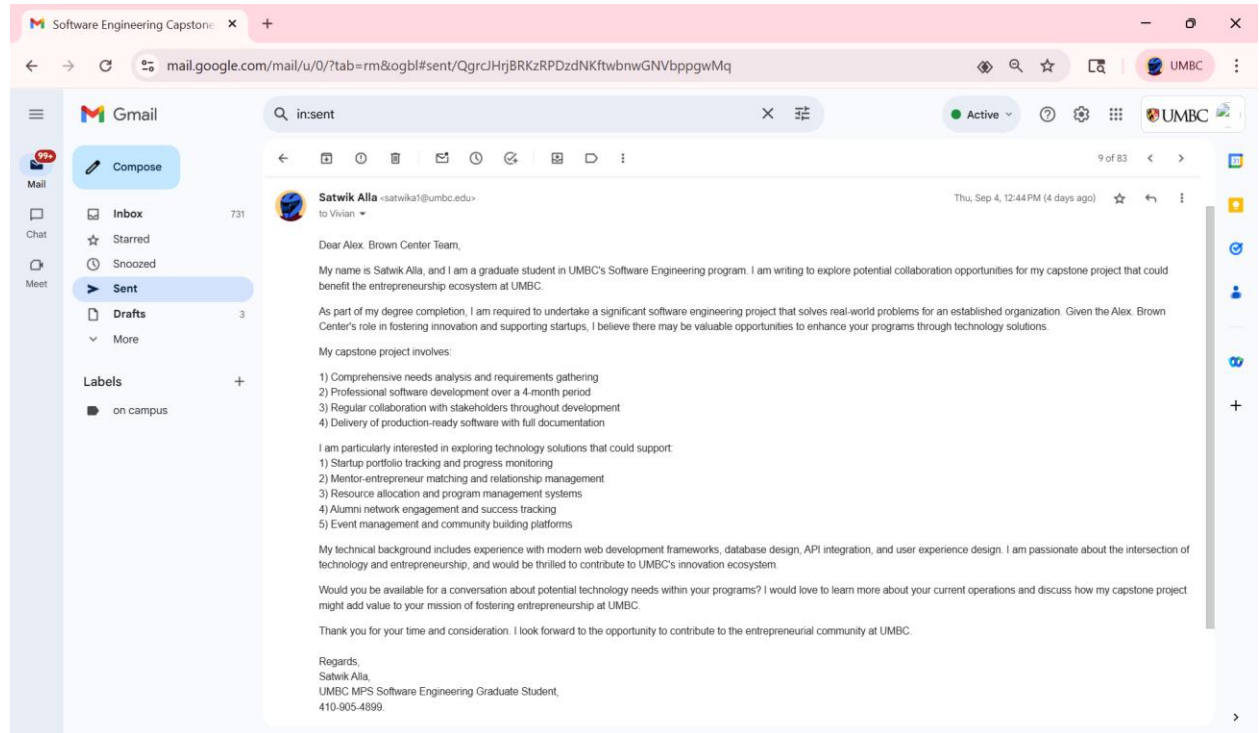 Software Engineering Capstone
mail.google.com/mail/u/0/?tab=rm&ogbl#sent/QgrcJHrjBRKzRPDzdNKftwbnwGNVbppgwMq
UMBC
Gmail
in:sent
Active
UMBC
99+
Mail
Chat
Meet
Compose
Inbox 731
Starred
Snoozed
Sent
Drafts 3
More
Labels
on campus
9 of 83
31
Satwik Alla <satwika1@umbc.edu>
Thu, Sep 4, 12:44 PM (4 days ago)
to Vivian
Dear Alex. Brown Center Team,
My name is Satwik Alla, and I am a graduate student in UMBC's Software Engineering program. I am writing to explore potential collaboration opportunities for my capstone project that could
benefit the entrepreneurship ecosystem at UMBC.
As part of my degree completion, I am required to undertake a significant software engineering project that solves real-world problems for an established organization. Given the Alex. Brown
Center's role in fostering innovation and supporting startups, I believe there may be valuable opportunities to enhance your programs through technology solutions.
My capstone project involves:
1) Comprehensive needs analysis and requirements gathering
2) Professional software development over a 4-month period
3) Regular collaboration with stakeholders throughout development
4) Delivery of production-ready software with full documentation
I am particularly interested in exploring technology solutions that could support:
1) Startup portfolio tracking and progress monitoring
2) Mentor-entrepreneur matching and relationship management
3) Resource allocation and program management systems
4) Alumni network engagement and success tracking
5) Event management and community building platforms
My technical background includes experience with modern web development frameworks, database design, API integration, and user experience design. I am passionate about the intersection of
technology and entrepreneurship, and would be thrilled to contribute to UMBC's innovation ecosystem.
Would you be available for a conversation about potential technology needs within your programs? I would love to learn more about your current operations and discuss how my capstone project
might add value to your mission of fostering entrepreneurship at UMBC.
Thank you for your time and consideration. I look forward to the opportunity to contribute to the entrepreneurial community at UMBC.
Regards,
Satwik Alla,
UMBC MPS Software Engineering Graduate Student,
410-905-4899.